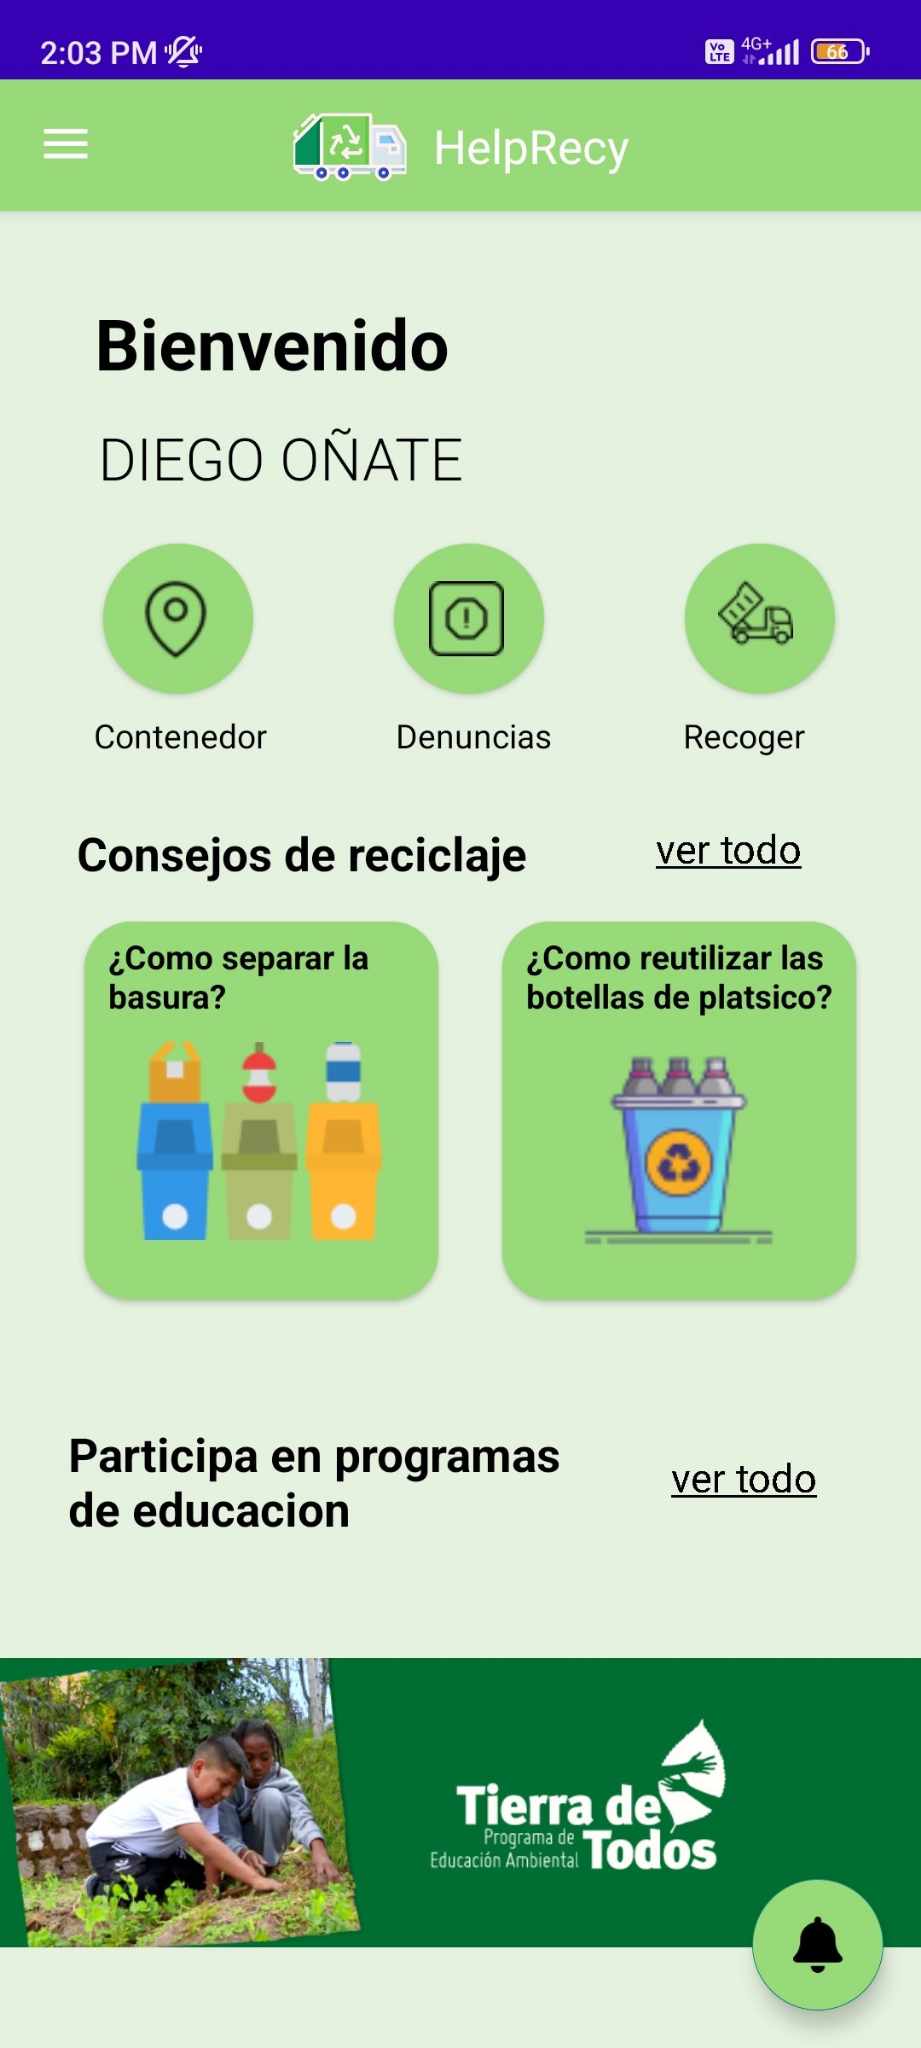 2:03 PM
Vo LTE 4G+ 66
HelpRecy
Bienvenido
DIEGO OÑATE
Contenedor
Denuncias
Recoger
Consejos de reciclaje
ver todo
¿Como separar la
basura?
¿Como reutilizar las
botellas de platsico?
Participa en programas
de educacion
ver todo
Tierra de
Programa de
Educación Ambiental
Todos